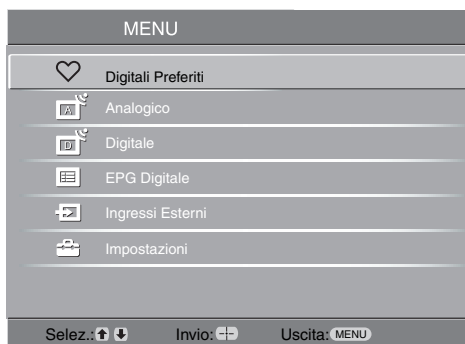 MENU
Digitali Preferiti
A Analogico
D Digitale
EPG Digitale
Ingressi Esterni
Impostazioni
Selez.: Invio: Uscita: MENU